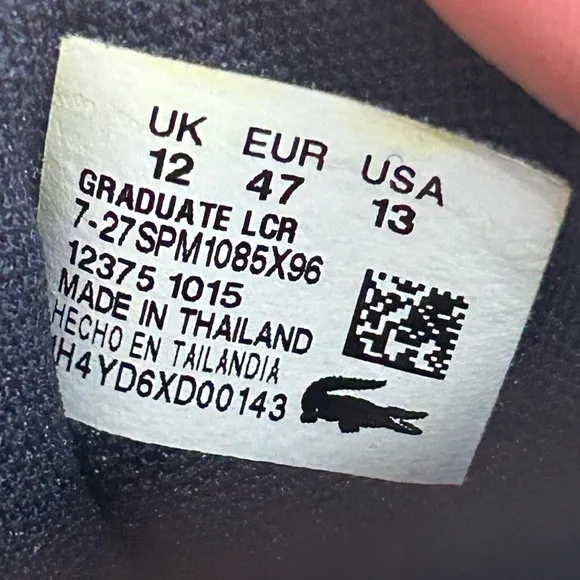 UK EUR USA
12 47 13
GRADUATE LCR
7-27SPM1085X96
12375 1015
MADE IN THAILAND
HECHO EN TAILANDIA
H4YD6XD00143